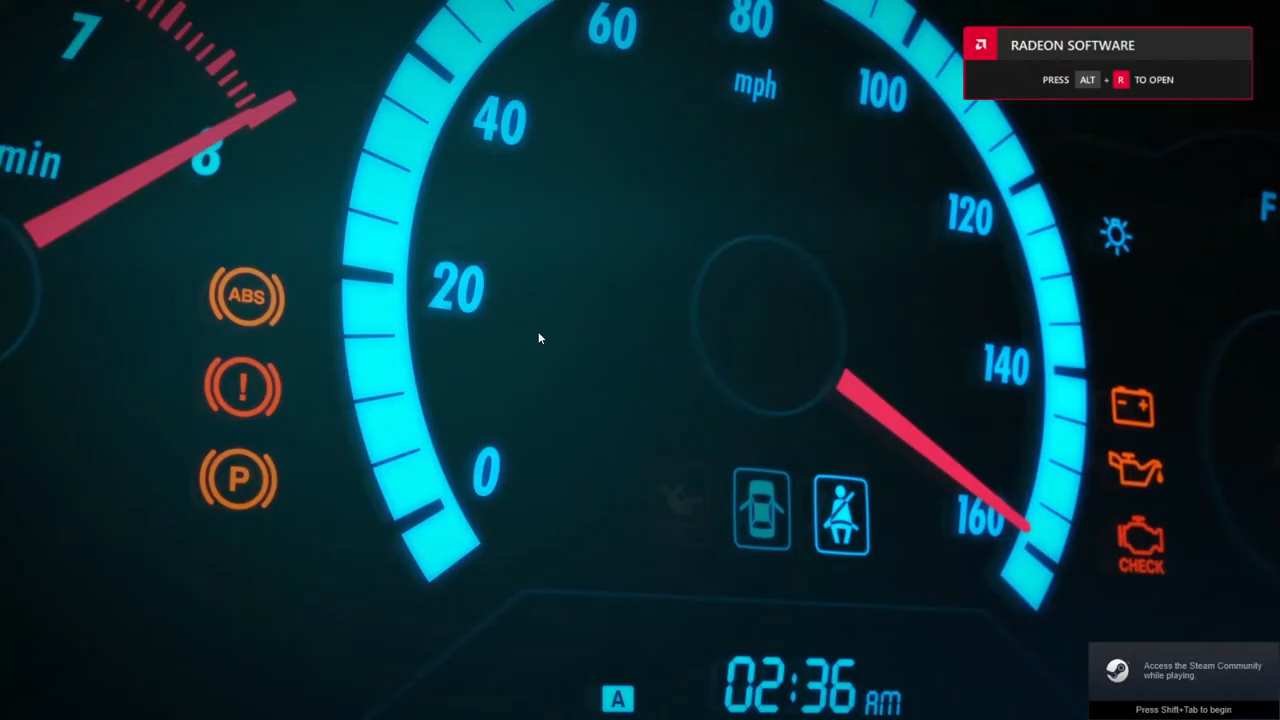 7
8
min
ABS
!
P
60
80
mph
40
100
20
120
0
140
160
F
- +
CHECK
A
02:36 AM
RADEON SOFTWARE
PRESS ALT + R TO OPEN
Access the Steam Community
while playing.
Press Shift+Tab to begin